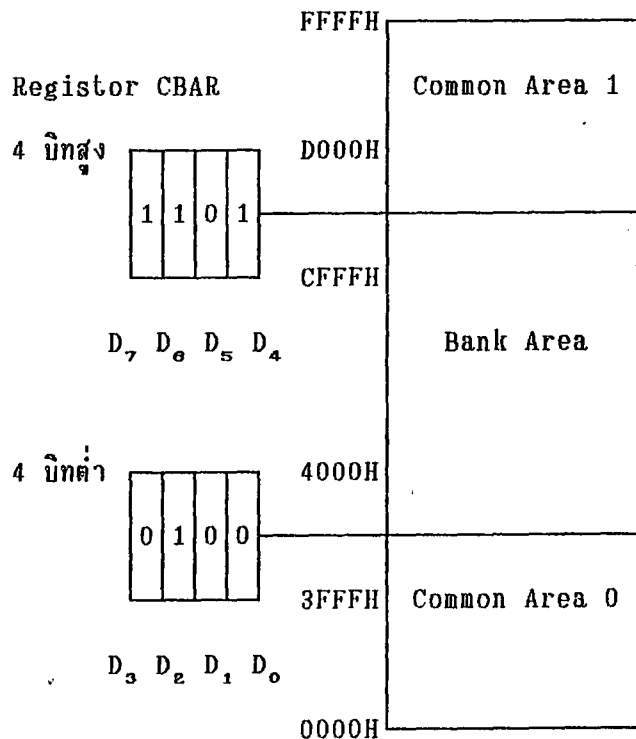 FFFFH
Registor CBAR
Common Area 1
4 บิทสูง
D000H
1 1 0 1
CFFFH
D7 D6 D5 D4
Bank Area
4 บิทต่ำ
4000H
0 1 0 0
3FFFH
Common Area 0
D3 D2 D1 D0
0000H